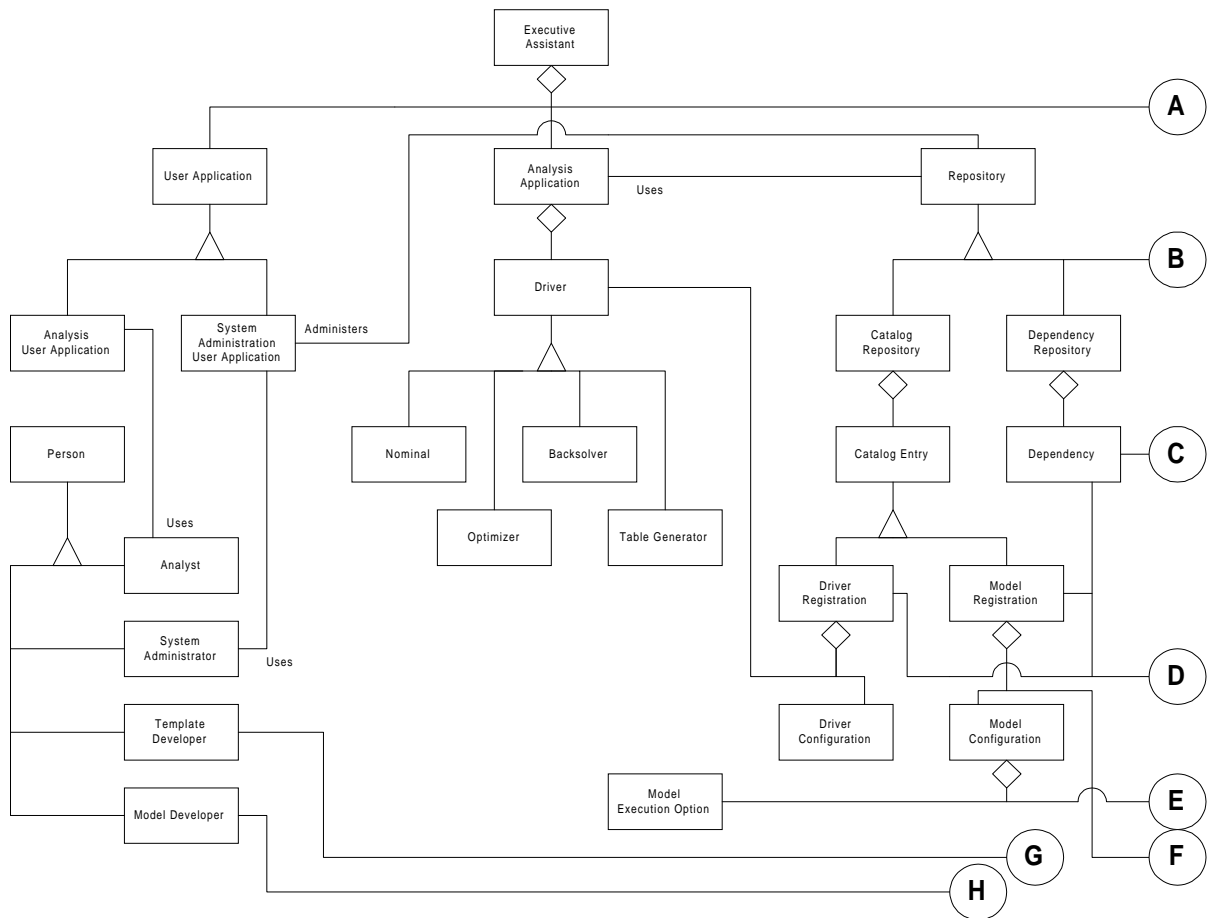 Executive
Assistant
A
User Application
Analysis
Application
Uses
Repository
B
Driver
Analysis
User Application
System
Administration
User Application
Administers
Catalog
Repository
Dependency
Repository
Person
Nominal
Backsolver
Catalog Entry
Dependency
C
Uses
Optimizer
Table Generator
Analyst
Driver
Registration
Model
Registration
System
Administrator
Uses
D
Template
Developer
Driver
Configuration
Model
Configuration
Model
Execution Option
E
Model Developer
G
F
H